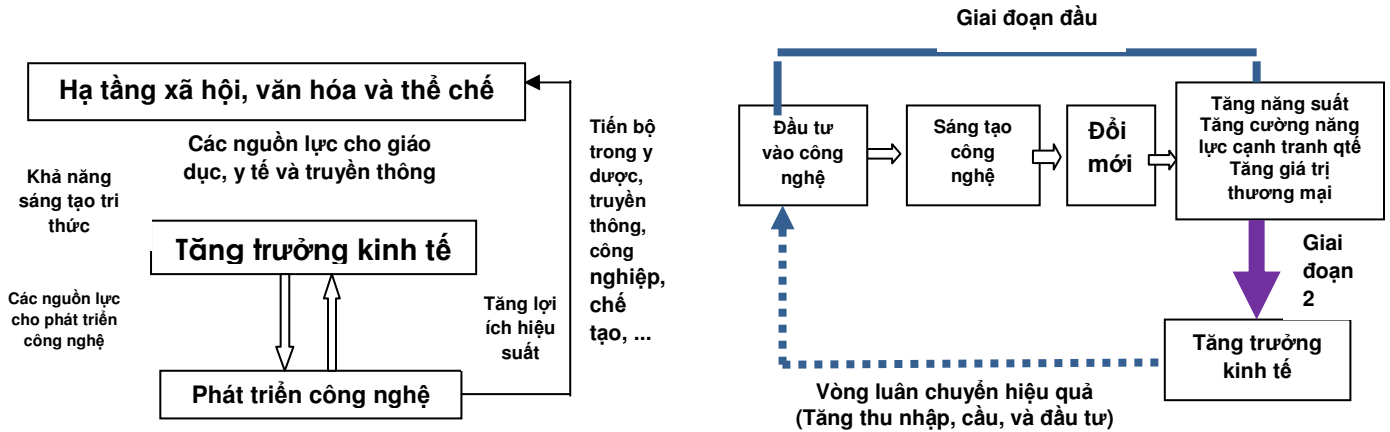 Hạ tầng xã hội, văn hóa và thể chế
Các nguồn lực cho giáo
dục, y tế và truyền thông
Khả năng
sáng tạo tri
thức
Tăng trưởng kinh tế
Các nguồn lực
cho phát triển
công nghệ
Tăng lợi
ích hiệu
suất
Phát triển công nghệ
Tiến bộ
trong y
dược,
truyền
thông,
công
nghiệp,
chế
tạo, ...
Giai đoạn đầu
Đầu tư
vào công
nghệ
Sáng tạo
công
nghệ
Đổi
mới
Tăng năng suất
Tăng cường năng
lực cạnh tranh qtế
Tăng giá trị
thương mại
Giai
đoạn
2
Tăng trưởng
kinh tế
Vòng luân chuyển hiệu quả
(Tăng thu nhập, cầu, và đầu tư)